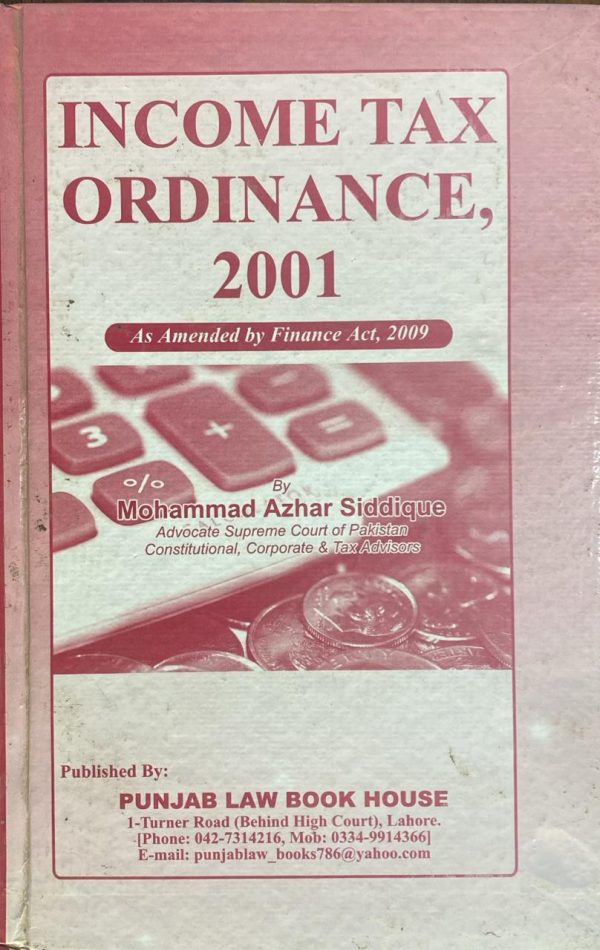 INCOME TAX
ORDINANCE,
2001
As Amended by Finance Act, 2009
3
+
=
%
By
Mohammad Azhar Siddique
Advocate Supreme Court of Pakistan
Constitutional, Corporate & Tax Advisors
Published By:
PUNJAB LAW BOOK HOUSE
1-Turner Road (Behind High Court), Lahore.
[Phone: 042-7314216, Mob: 0334-9914366]
E-mail: punjablaw_books786@yahoo.com